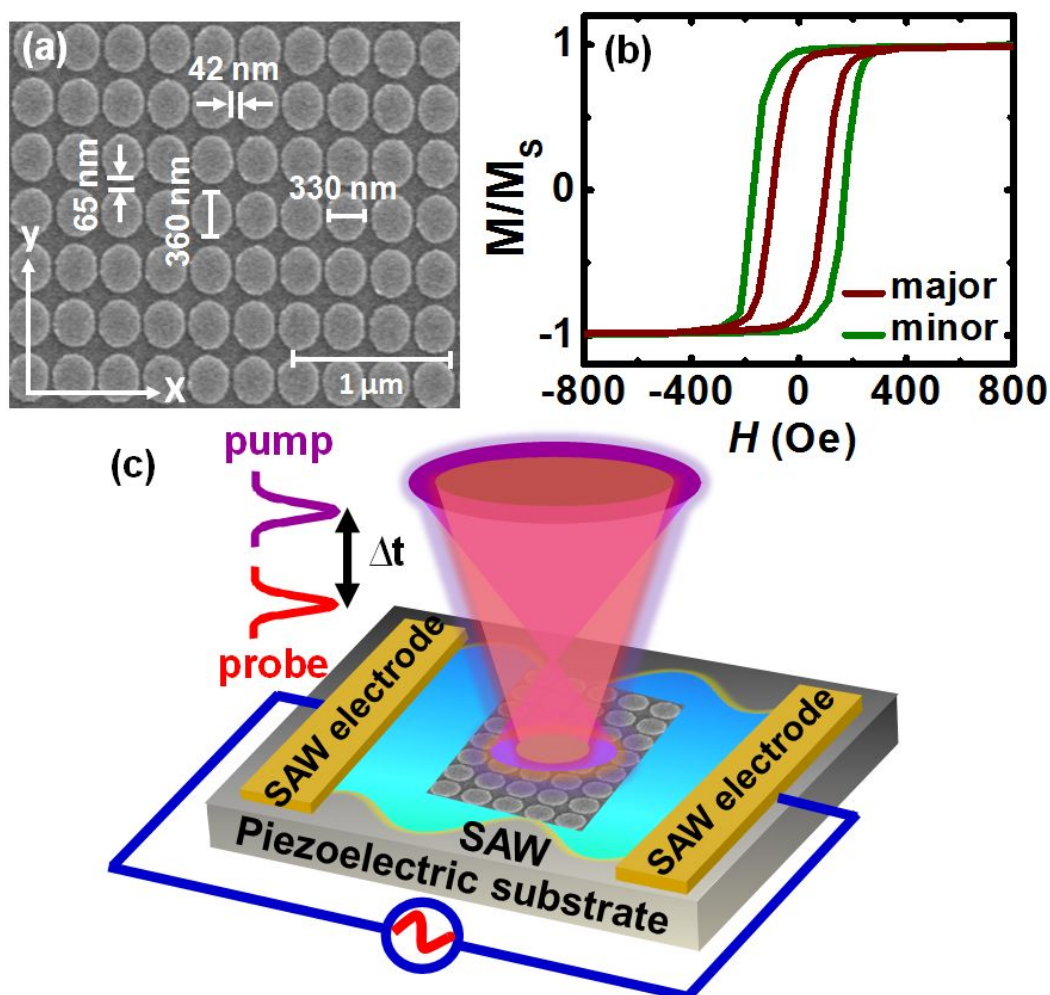 (a)
42 nm
65 nm
360 nm
330 nm
y
X
1 µm
(b)
M/M_s
1
0
-1
major
minor
-800 -400 0 400 800
H (Oe)
(c)
pump
Δt
probe
SAW electrode
SAW electrode
SAW
Piezoelectric substrate